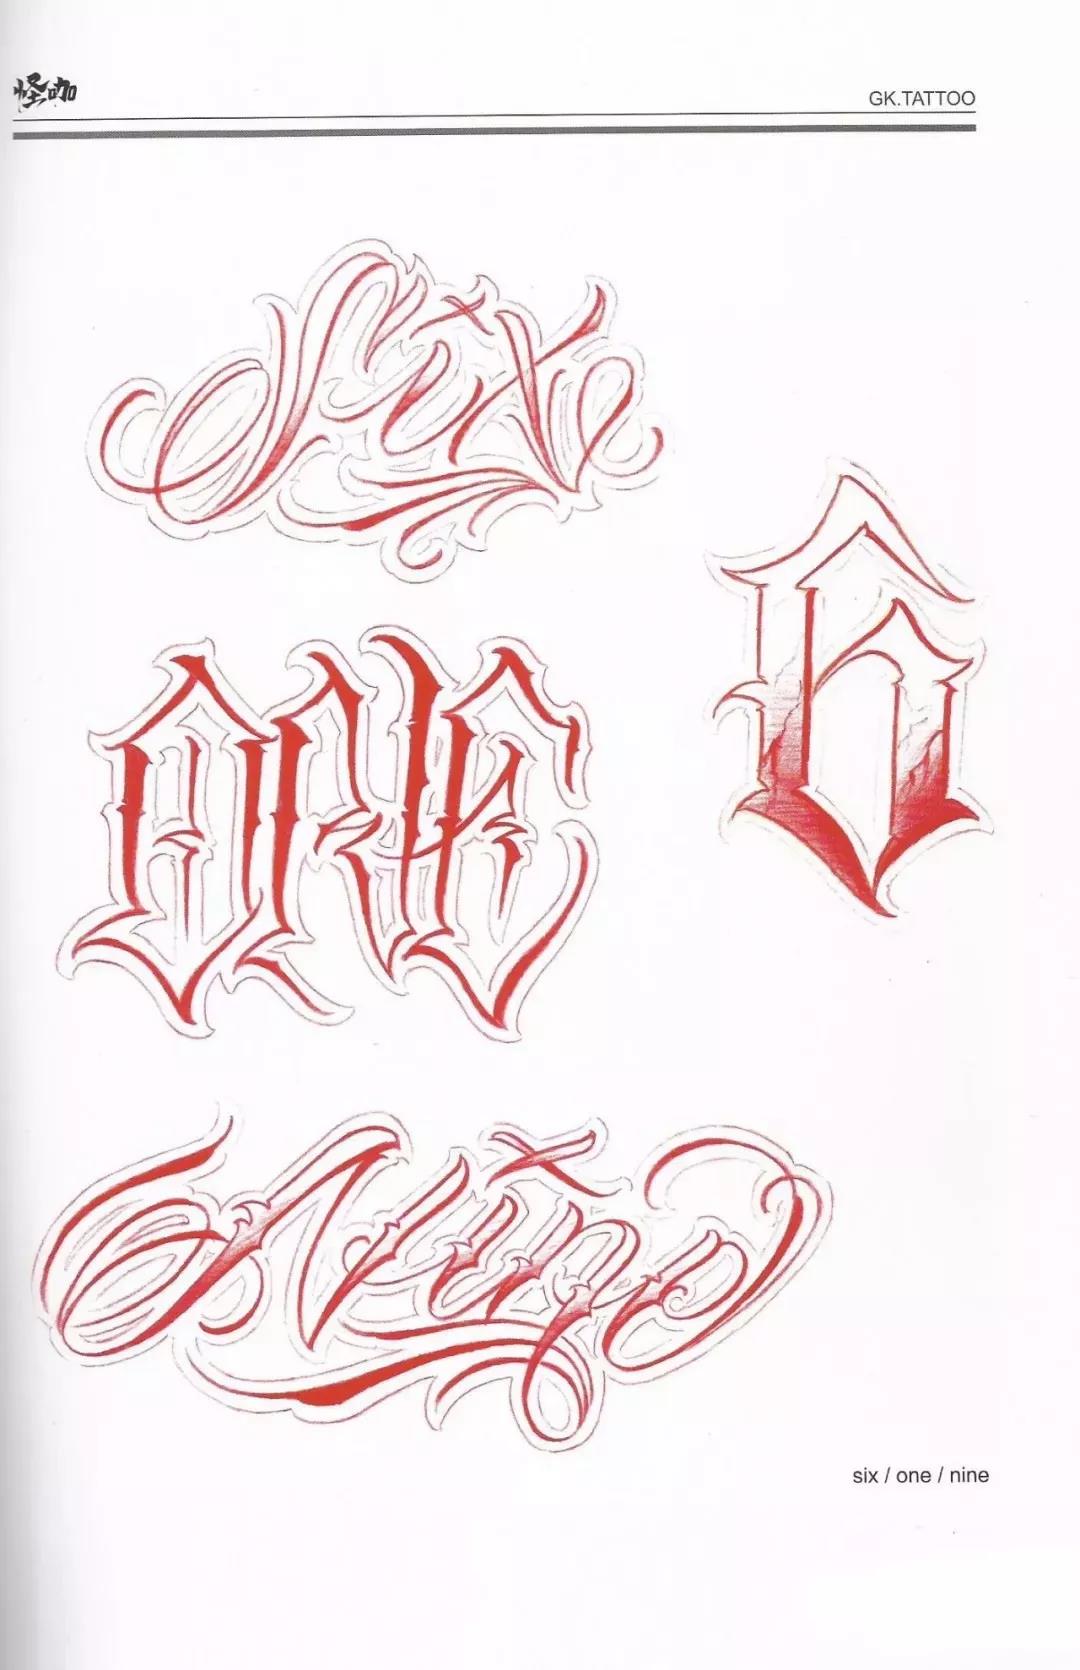 怪咖
GK.TATTOO
Six
6
ONE
Nine
six / one / nine